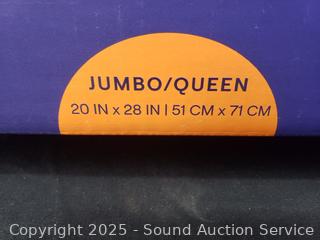 JUMBO/QUEEN
20 IN x 28 IN | 51 CM x 71 CM
Copyright 2025 - Sound Auction Service